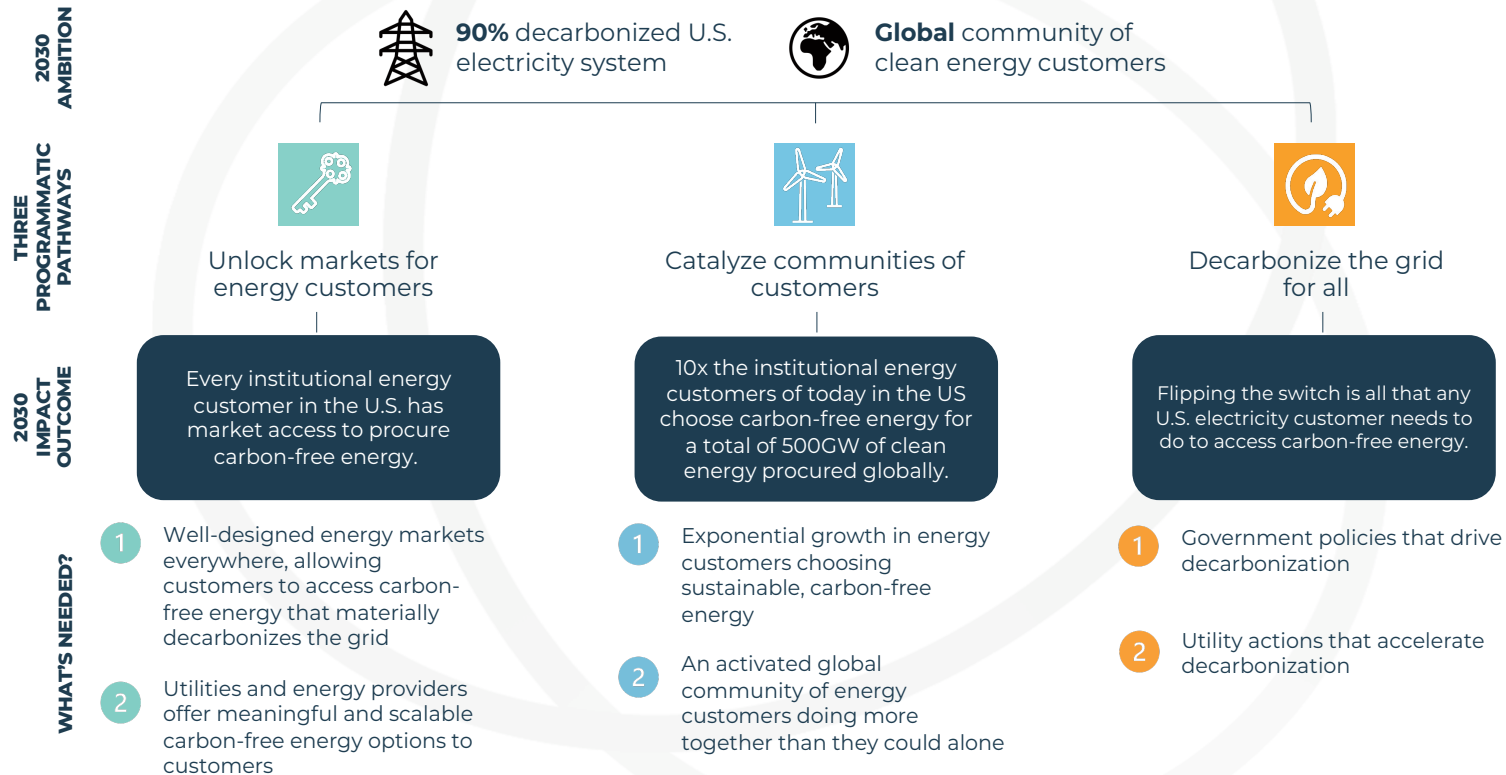 2030
AMBITION
90% decarbonized U.S.
electricity system
Global community of
clean energy customers
THREE
PROGRAMMATIC
PATHWAYS
Unlock markets for
energy customers
Catalyze communities of
customers
Decarbonize the grid
for all
2030
IMPACT
OUTCOME
Every institutional energy
customer in the U.S. has
market access to procure
carbon-free energy.
10x the institutional energy
customers of today in the US
choose carbon-free energy for
a total of 500GW of clean
energy procured globally.
Flipping the switch is all that any
U.S. electricity customer needs to
do to access carbon-free energy.
WHAT'S NEEDED?
1
Well-designed energy markets
everywhere, allowing
customers to access carbon-
free energy that materially
decarbonizes the grid
2
Utilities and energy providers
offer meaningful and scalable
carbon-free energy options to
customers
1
Exponential growth in energy
customers choosing
sustainable, carbon-free
energy
2
An activated global
community of energy
customers doing more
together than they could alone
1
Government policies that drive
decarbonization
2
Utility actions that accelerate
decarbonization